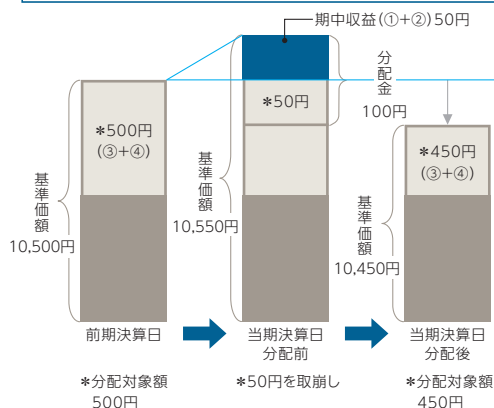 期中収益(①+②)50円
分配金
100円
*50円
*500円
(③+④)
*450円
(③+④)
基準価額
10,500円
基準価額
10,550円
基準価額
10,450円
前期決算日
当期決算日
分配前
当期決算日
分配後
*分配対象額
500円
*50円を取崩し
*分配対象額
450円